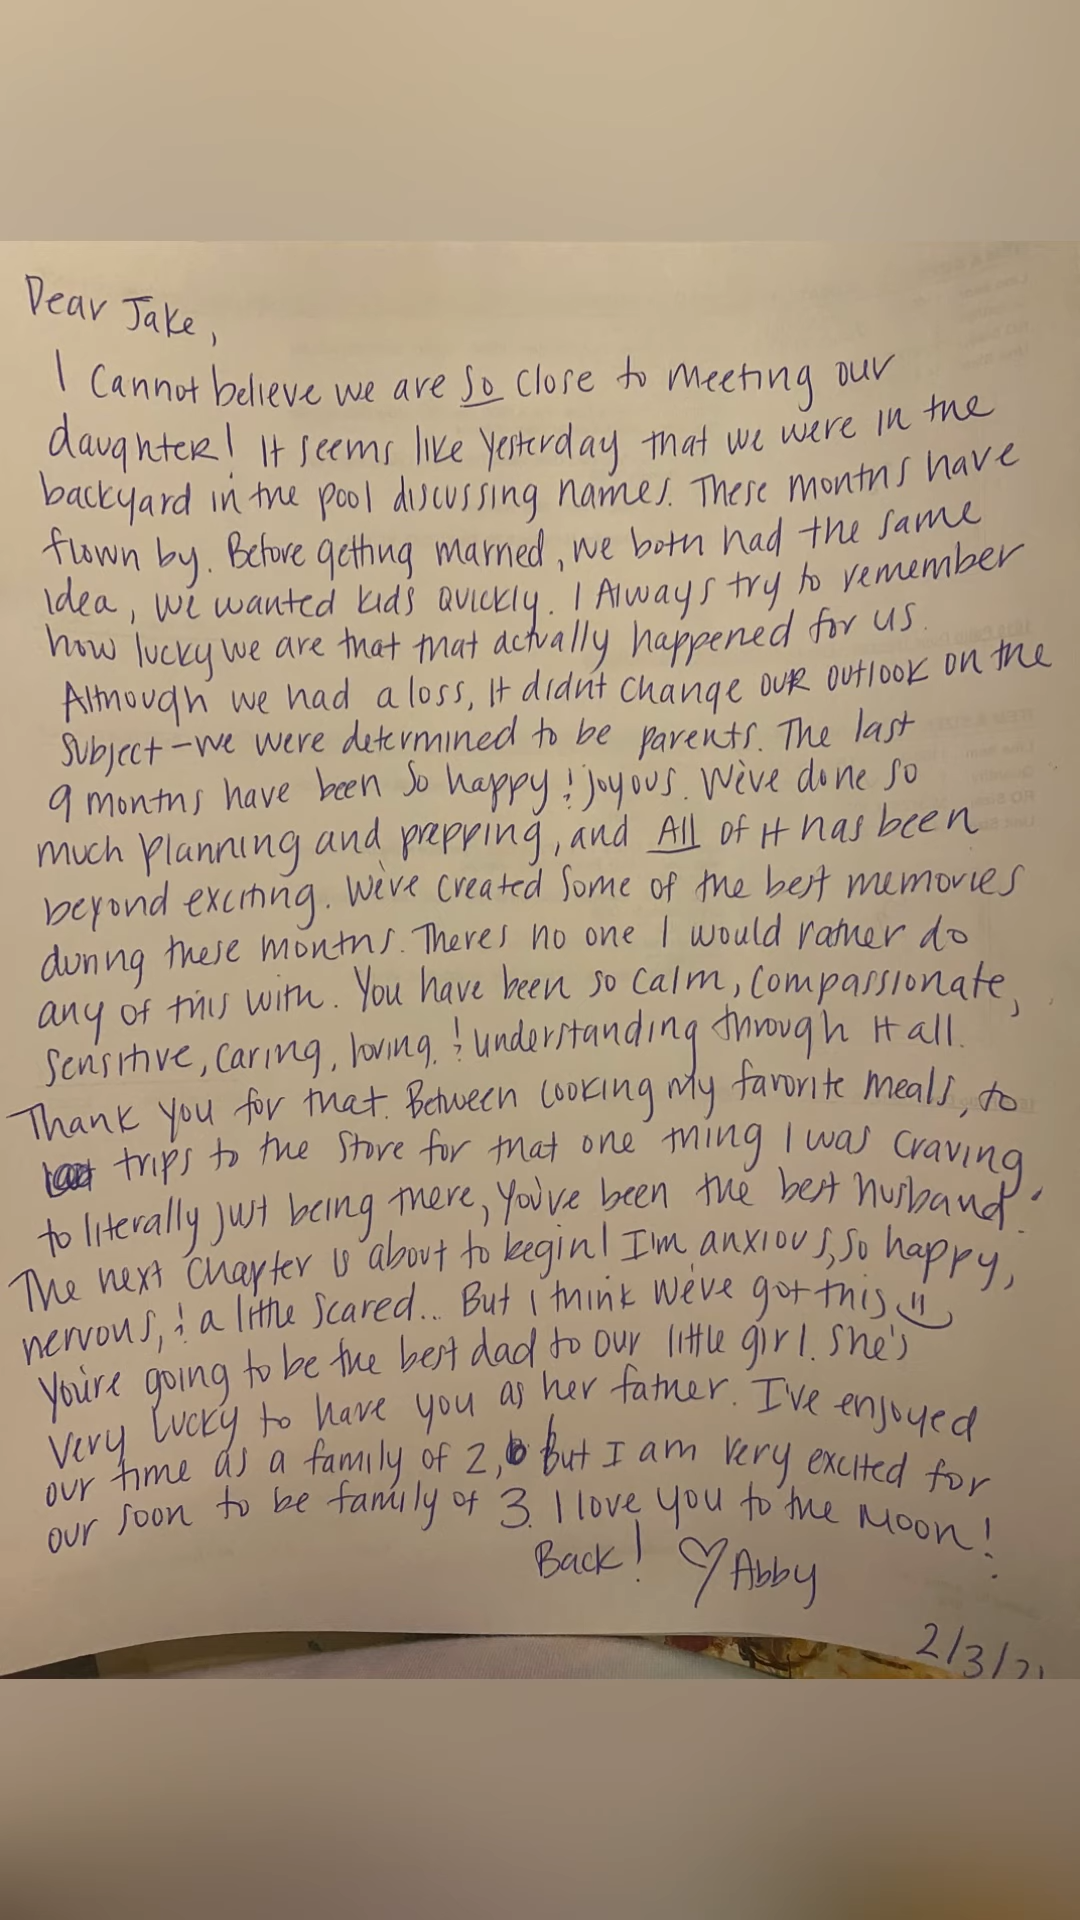 Dear Jake,
I cannot believe we are so close to meeting our
daughter! It seems like yesterday that we were in the
backyard in the pool discussing names. These months have
flown by. Before getting married, we both had the same
idea, we wanted kids quickly. I Always try to remember
how lucky we are that that actually happened for us.
Although we had a loss, it didn't change our outlook on the
subject - we were determined to be parents. The last
9 months have been so happy & joyous. We've done so
much planning and prepping, and All of it has been
beyond exciting. We've created some of the best memories
during these months. There's no one I would rather do
any of this with. You have been so calm, compassionate,
sensitive, caring, loving, & understanding through it all.
Thank you for that. Between cooking my favorite meals, to
trips to the store for that one thing I was craving
to literally just being there, you've been the best husband.
The next chapter is about to begin! I'm anxious, so happy,
nervous, & a little scared... But I think we've got this
You're going to be the best dad to our little girl. She's
very lucky to have you as her father. I've enjoyed
our time as a family of 2, but I am very excited for
our soon to be family of 3. I love you to the moon &
Back! ♡ Abby
2/3/21